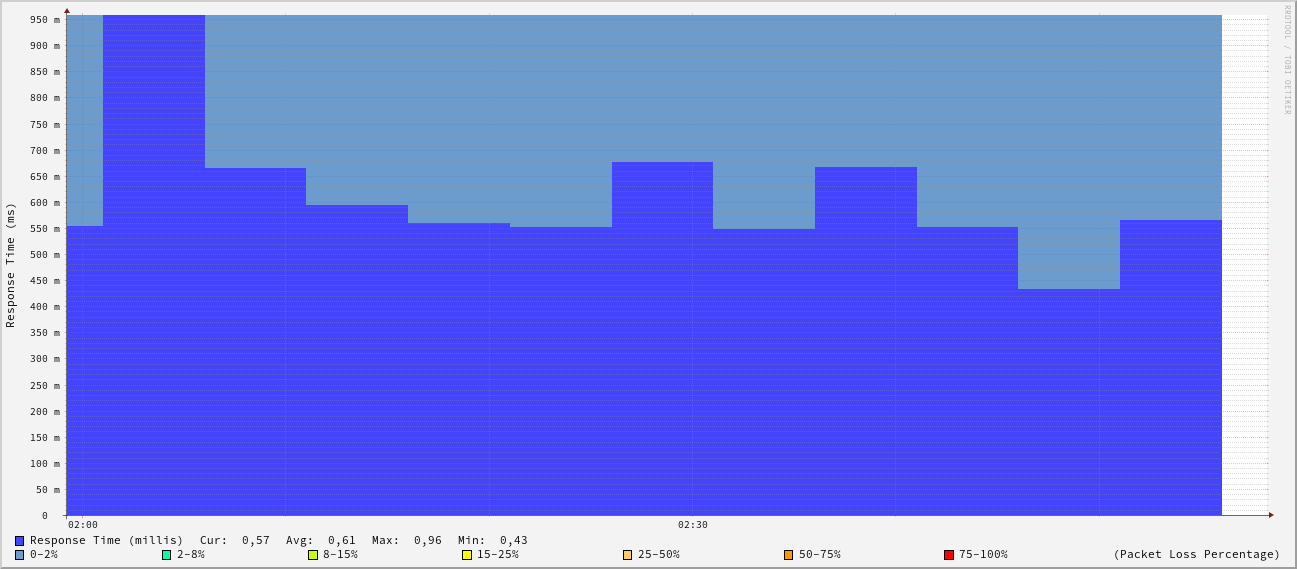 RRDTOOL / TOBI OETIKER
Response Time (ms)
950 m
900 m
850 m
800 m
750 m
700 m
650 m
600 m
550 m
500 m
450 m
400 m
350 m
300 m
250 m
200 m
150 m
100 m
50 m
0
02:00 02:30
Response Time (millis) Cur: 0,57 Avg: 0,61 Max: 0,96 Min: 0,43
0-2% 2-8% 8-15% 15-25% 25-50% 50-75% 75-100% (Packet Loss Percentage)